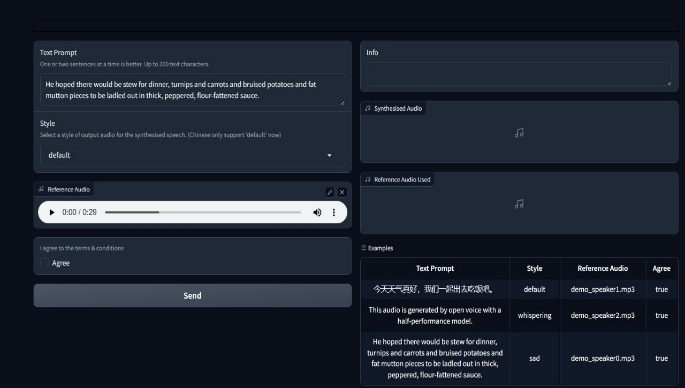 Text Prompt
One or two sentences at a time is better. Up to 200 text characters.
He hoped there would be stew for dinner, turnips and carrots and bruised potatoes and fat
mutton pieces to be ladled out in thick, peppered, flour-fattened sauce.
Style
Select a style of output audio for the synthesised speech. (Chinese only support 'default' now)
default
Reference Audio
0:00 / 0:29
I agree to the terms & conditions
Agree
Send
Info
Synthesised Audio
Reference Audio Used
Examples
Text Prompt Style Reference Audio Agree
今天天气真好，我们一起出去吃饭吧。 default demo_speaker1.mp3 true
This audio is generated by open voice with a
half-performance model.
whispering demo_speaker2.mp3 true
He hoped there would be stew for dinner,
turnips and carrots and bruised potatoes and
fat mutton pieces to be ladled out in thick,
peppered, flour-fattened sauce.
sad demo_speaker0.mp3 true